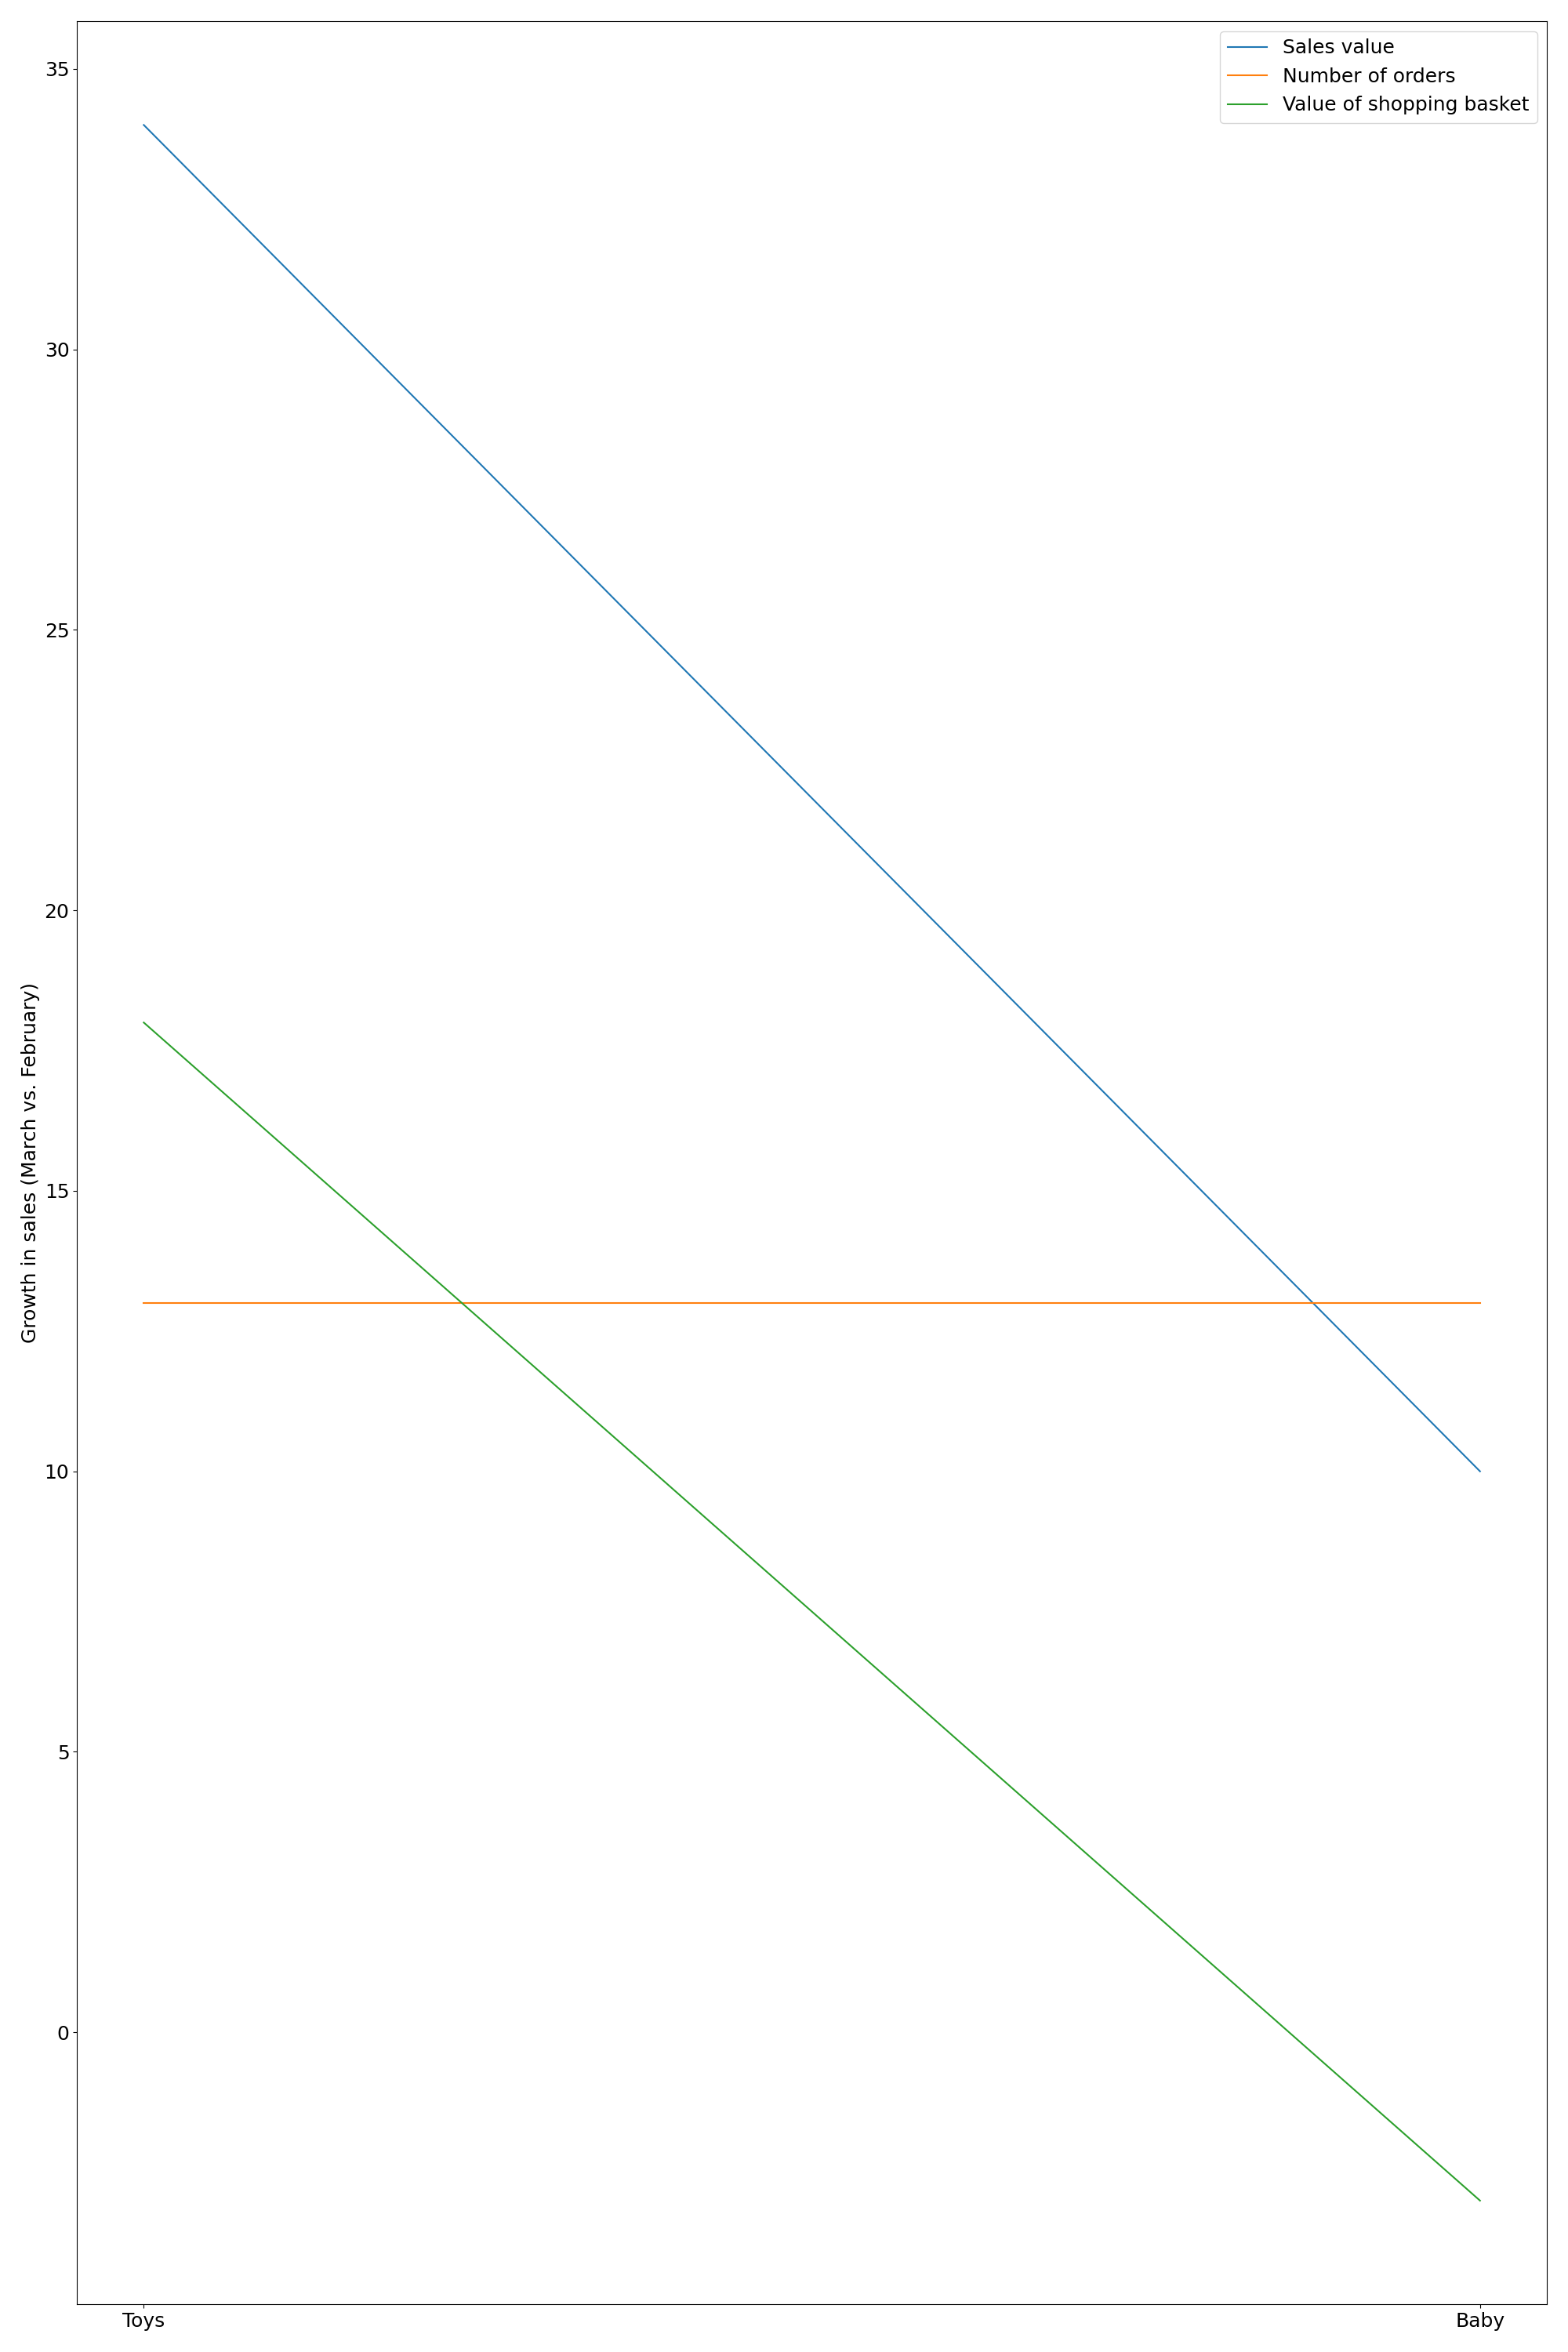 Sales value
Number of orders
Value of shopping basket
35
30
25
20
15
10
5
0
Growth in sales (March vs. February)
Toys
Baby